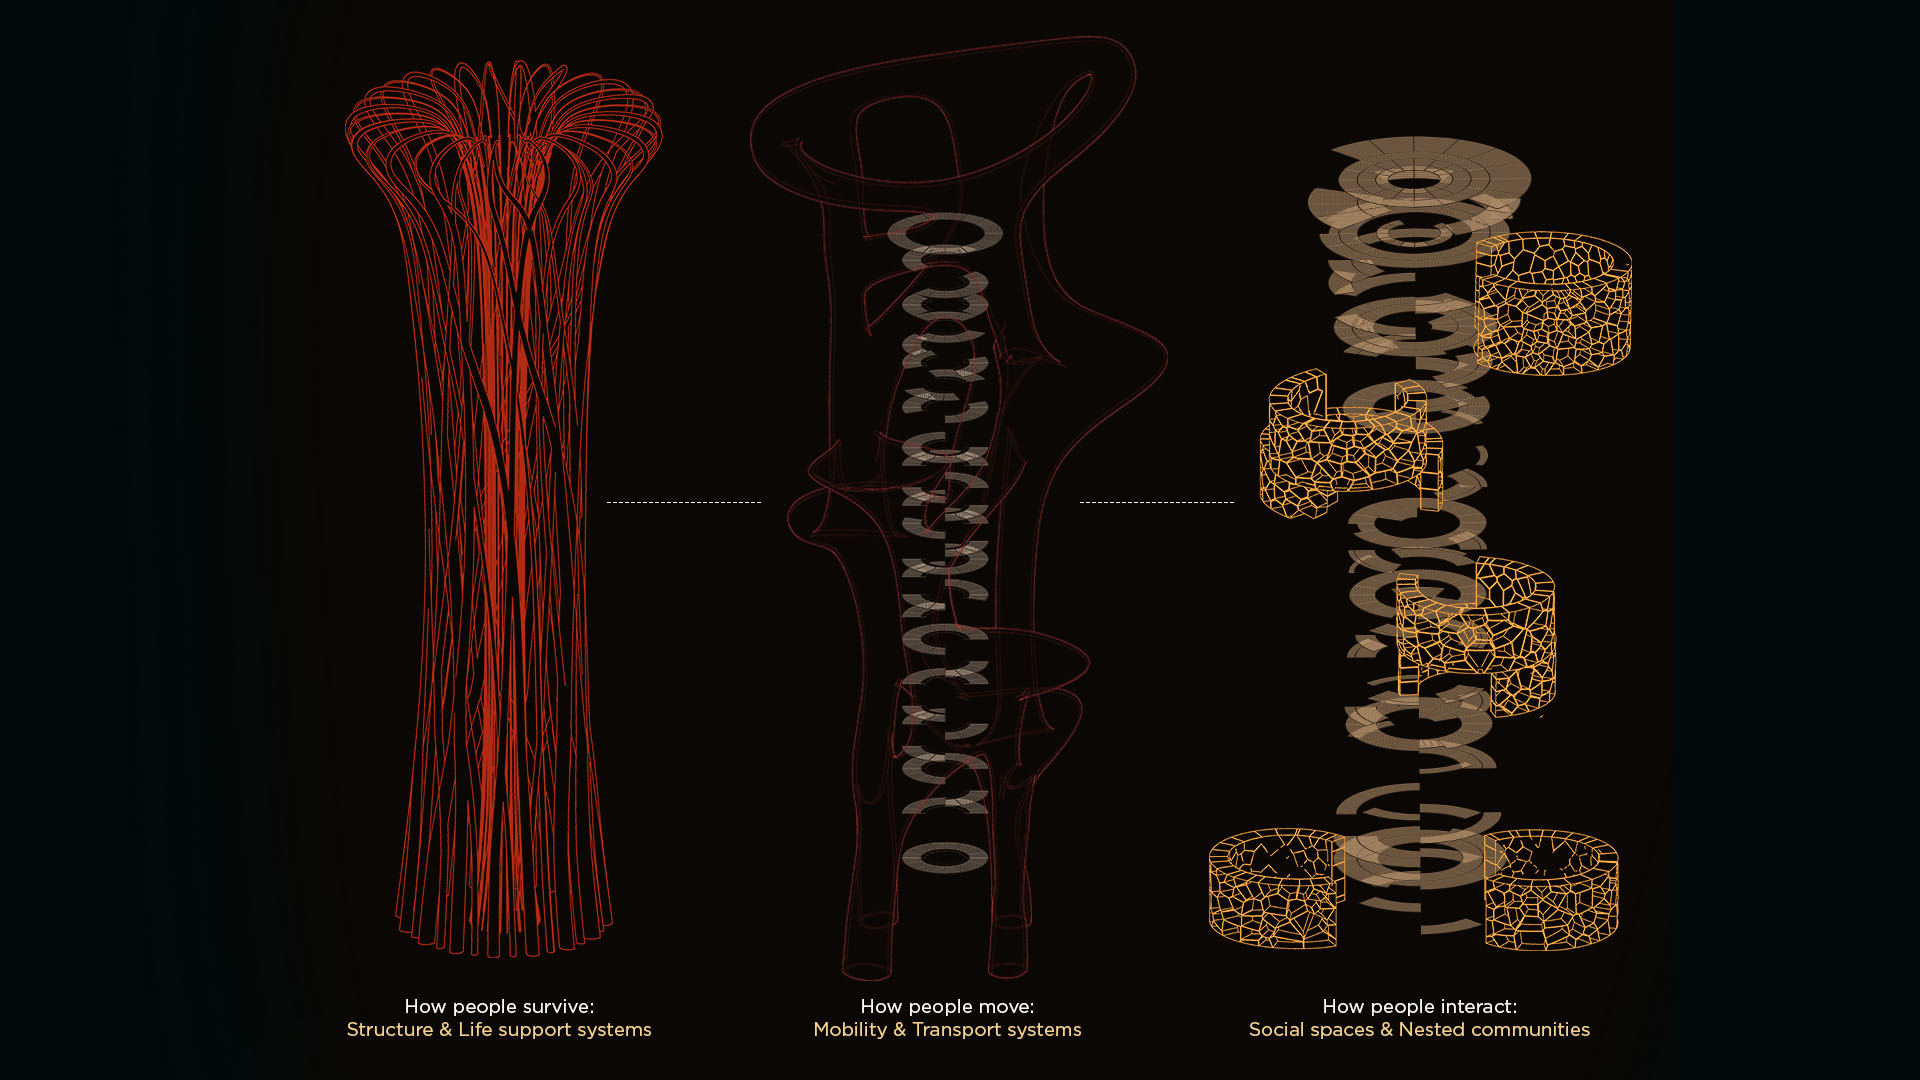 How people survive:
Structure & Life support systems
How people move:
Mobility & Transport systems
How people interact:
Social spaces & Nested communities